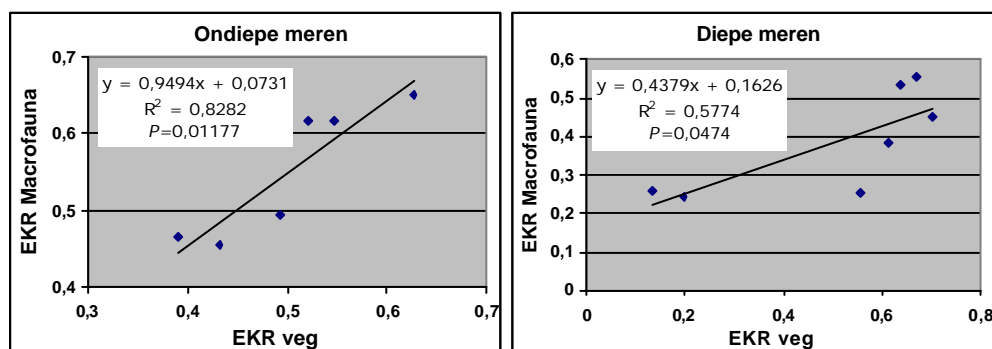 Ondiepe meren
y = 0,9494x + 0,0731
R² = 0,8282
P=0,01177
EKR Macrofauna
0,7
0,6
0,5
0,4
0,3 0,4 0,5 0,6 0,7
EKR veg
Diepe meren
y = 0,4379x + 0,1626
R² = 0,5774
P=0,0474
EKR Macrofauna
0,6
0,5
0,4
0,3
0,2
0,1
0
0 0,2 0,4 0,6 0,8
EKR veg